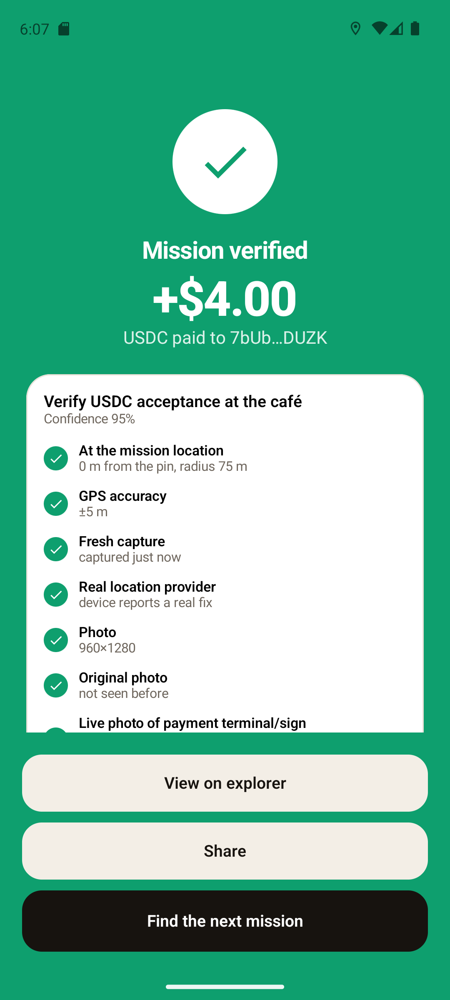 6:07
Mission verified
+$4.00
USDC paid to 7bUb...DUZK
Verify USDC acceptance at the café
Confidence 95%
At the mission location
0 m from the pin, radius 75 m
GPS accuracy
±5 m
Fresh capture
captured just now
Real location provider
device reports a real fix
Photo
960×1280
Original photo
not seen before
Live photo of payment terminal/sign
View on explorer
Share
Find the next mission